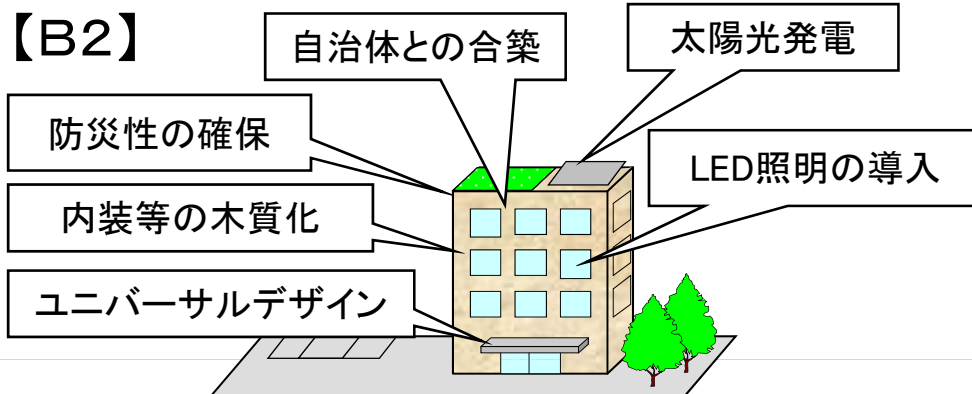 【B2】
自治体との合築
太陽光発電
防災性の確保
LED照明の導入
内装等の木質化
ユニバーサルデザイン